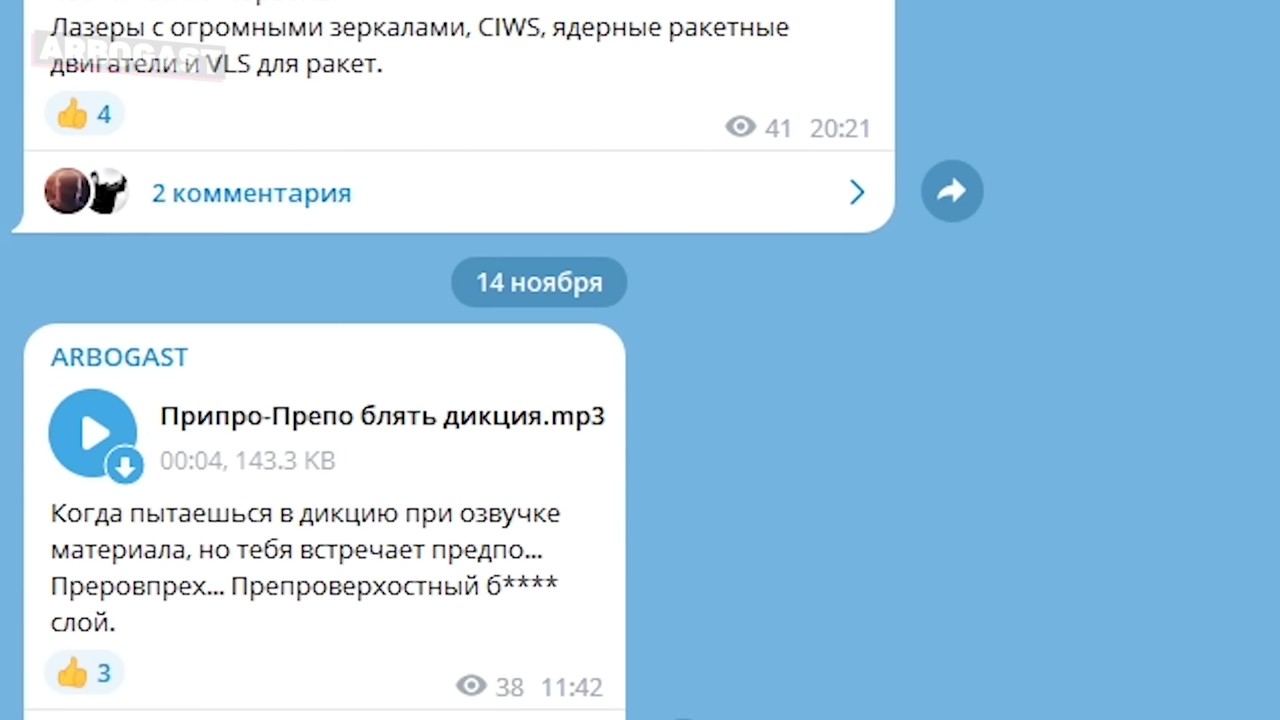 Лазеры с огромными зеркалами, CIWS, ядерные ракетные
ARBOGAST
двигатели и VLS для ракет.
4
41 20:21
2 комментария
14 ноября
ARBOGAST
Припро-Препо блять дикция.mp3
00:04, 143.3 KB
Когда пытаешься в дикцию при озвучке
материала, но тебя встречает предпо...
Преровпрех... Препроверхостный б****
слой.
3
38 11:42